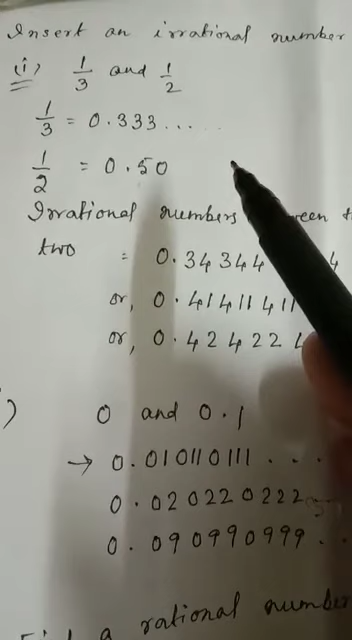 Insert an irrational number
(i) 1/3 and 1/2
1/3 = 0.333......
1/2 = 0.50
Irrational numbers
two = 0.34344 4
or, 0.41411411
or, 0.424224
) 0 and 0.1
→ 0.010110111....
0.020220222...
0.090990999..
a rational number